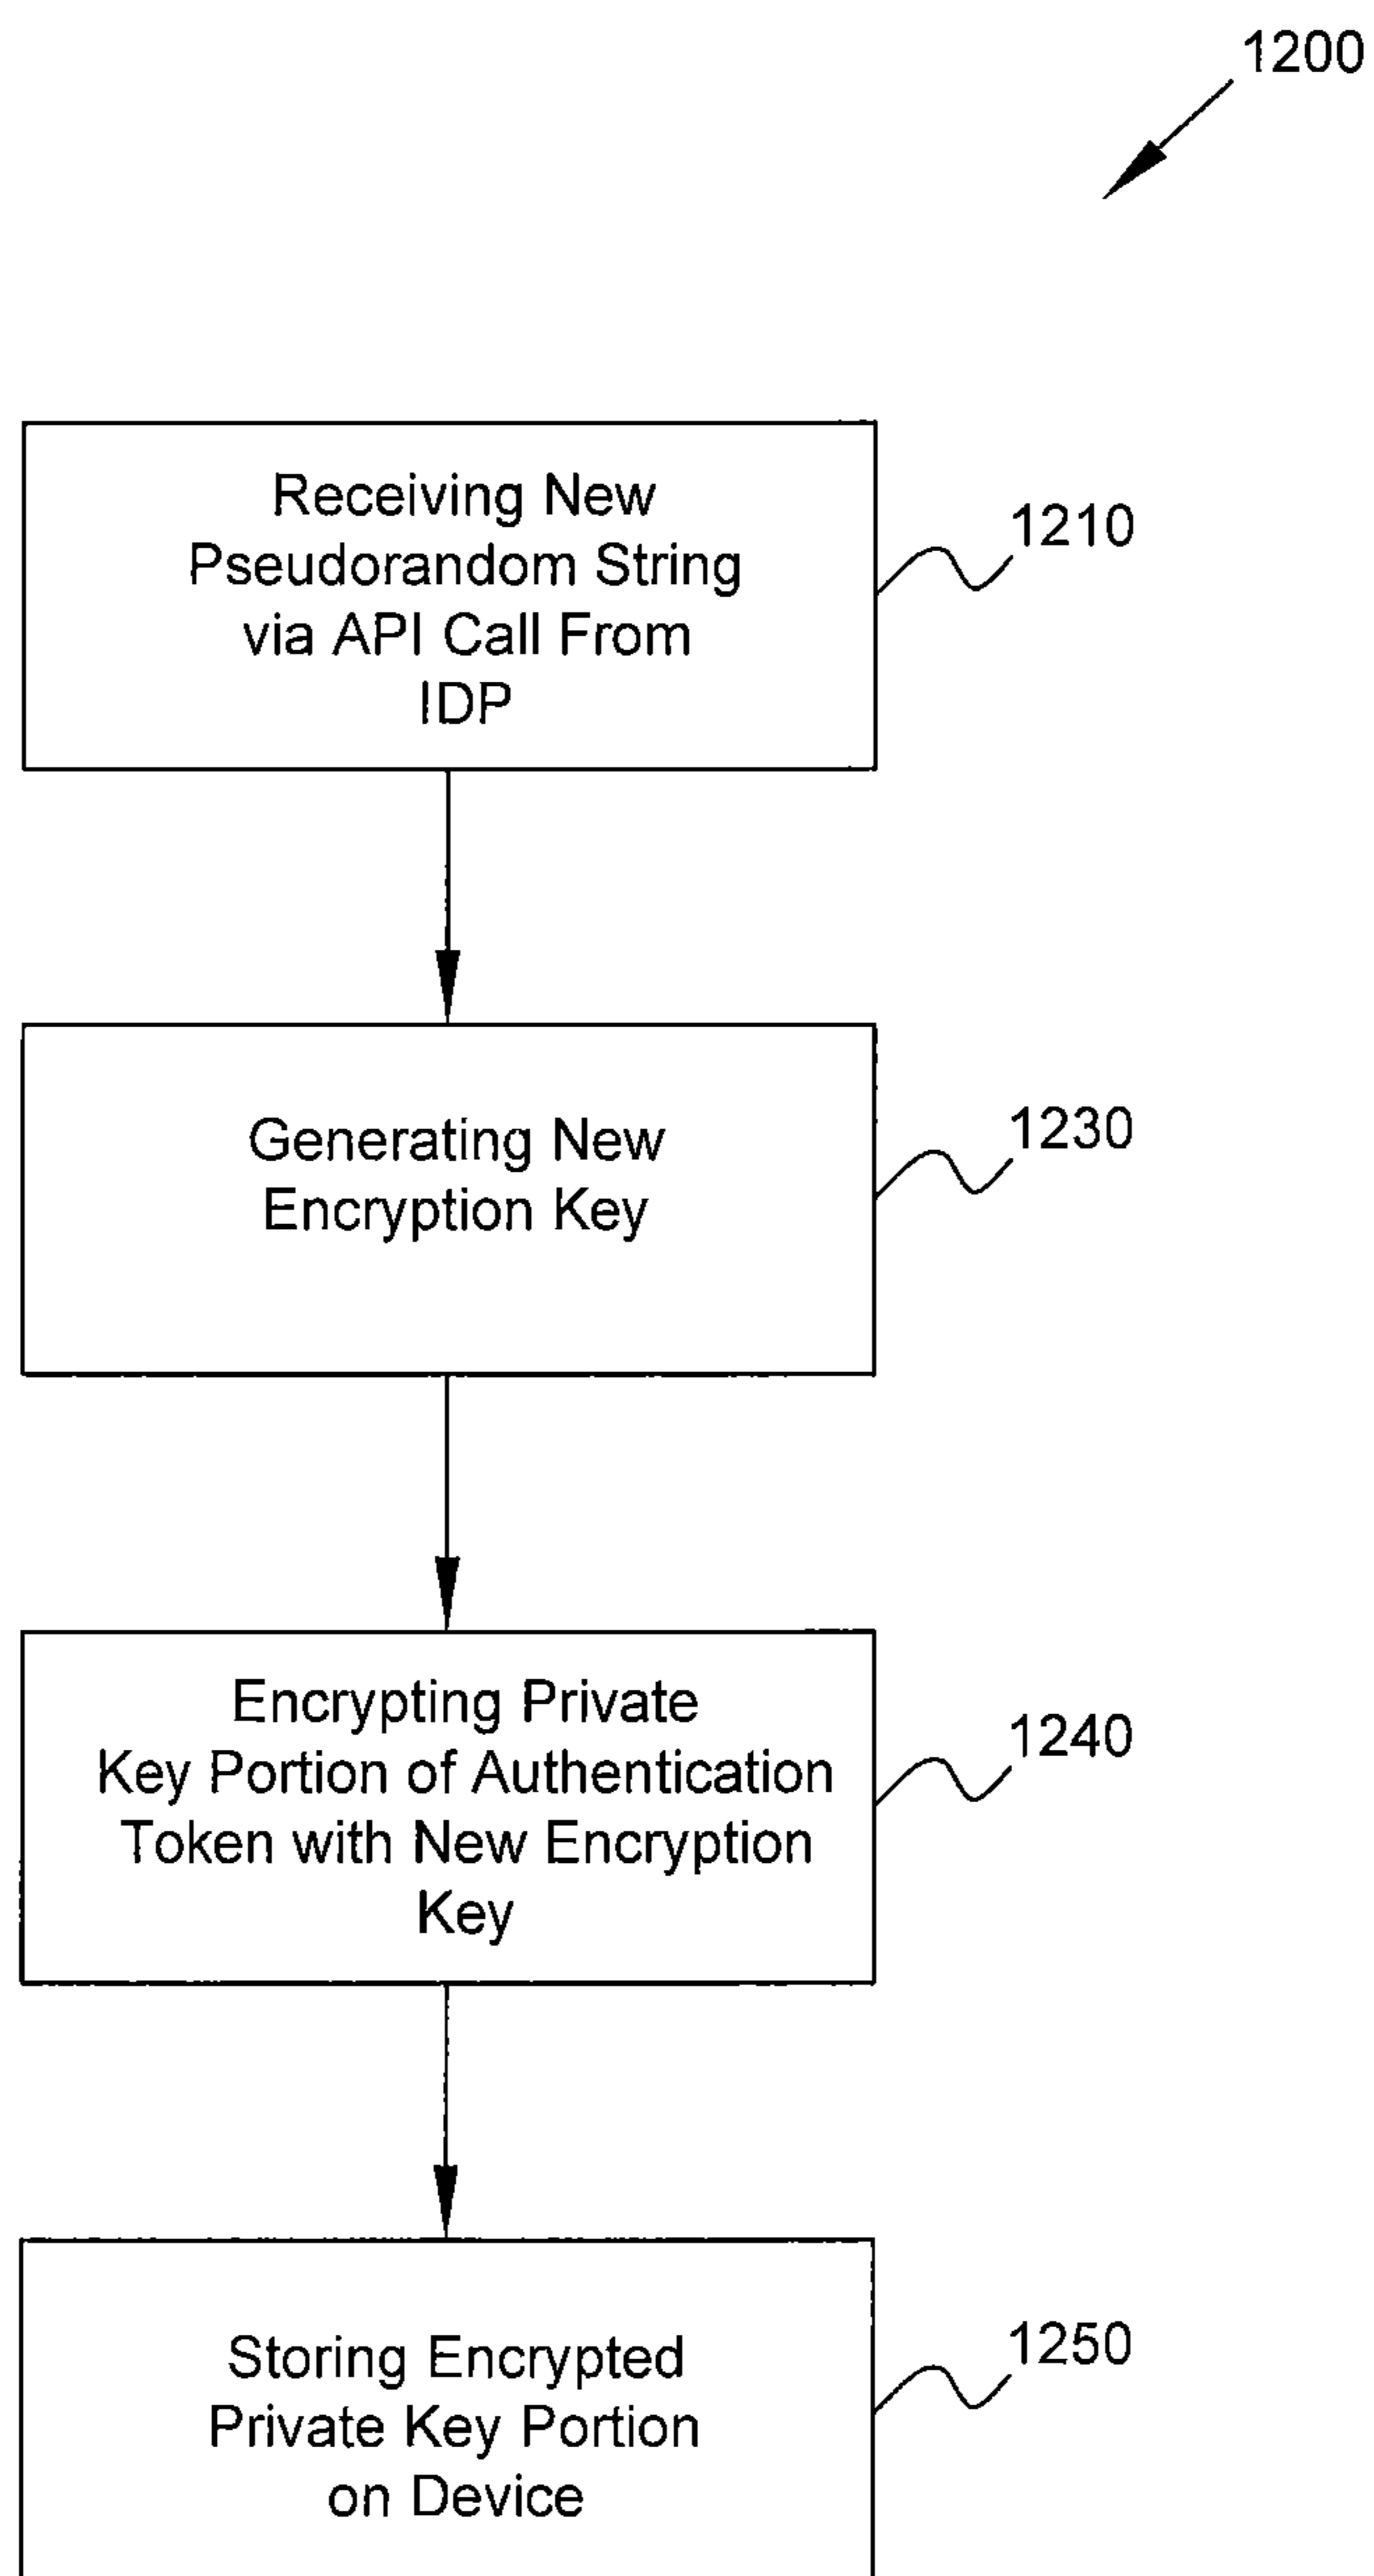 1200
Receiving New
Pseudorandom String
via API Call From
IDP
1210
Generating New
Encryption Key
1230
Encrypting Private
Key Portion of Authentication
Token with New Encryption
Key
1240
Storing Encrypted
Private Key Portion
on Device
1250